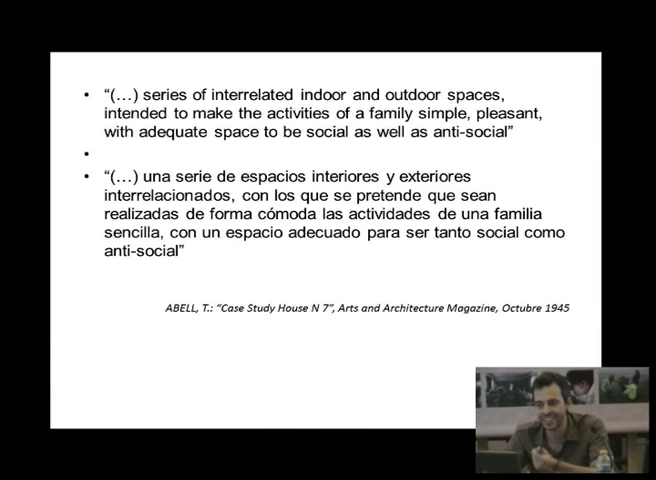 • “(…) series of interrelated indoor and outdoor spaces,
intended to make the activities of a family simple, pleasant,
with adequate space to be social as well as anti-social”
•
• “(…) una serie de espacios interiores y exteriores
interrelacionados, con los que se pretende que sean
realizadas de forma cómoda las actividades de una familia
sencilla, con un espacio adecuado para ser tanto social como
anti-social”
ABELL, T.: “Case Study House N 7”, Arts and Architecture Magazine, Octubre 1945